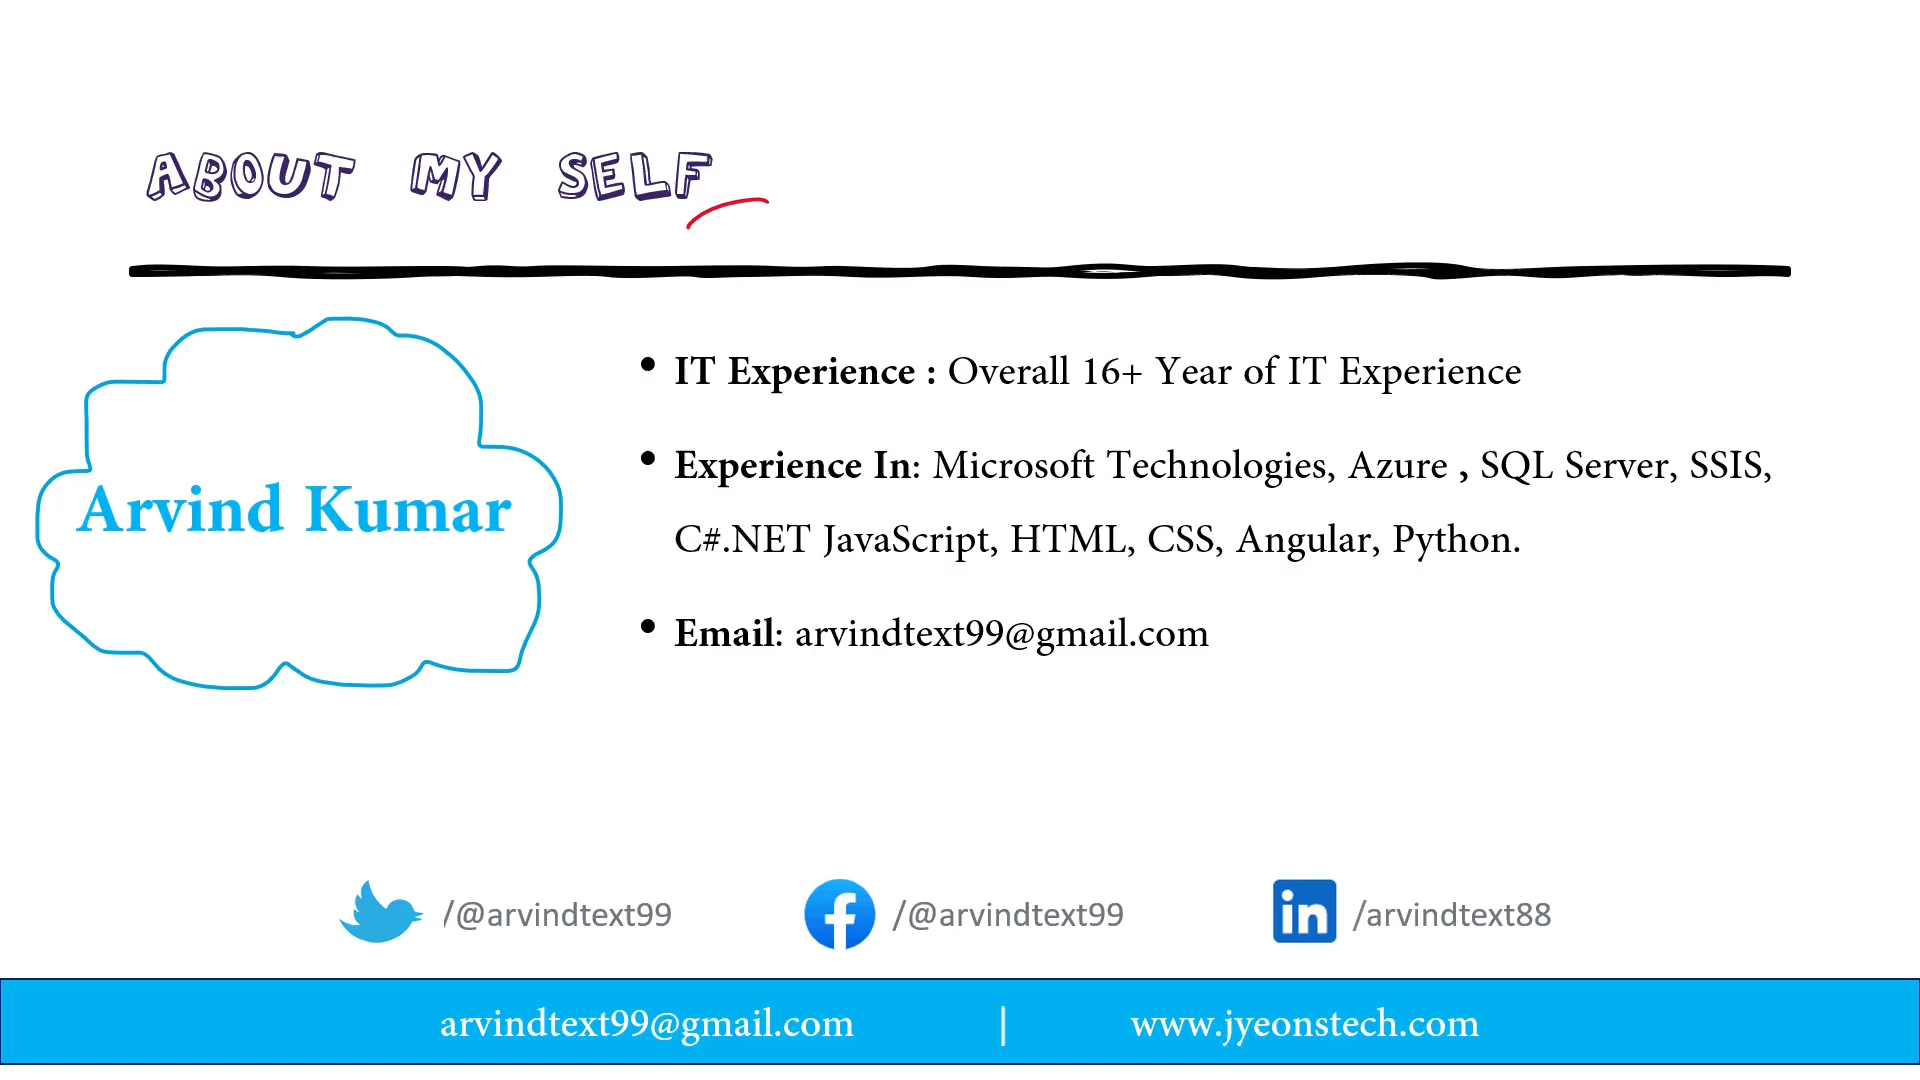 ABOUT MY SELF
Arvind Kumar
• IT Experience : Overall 16+ Year of IT Experience
• Experience In: Microsoft Technologies, Azure , SQL Server, SSIS,
C#.NET JavaScript, HTML, CSS, Angular, Python.
• Email: arvindtext99@gmail.com
/@arvindtext99
/@arvindtext99
/arvindtext88
arvindtext99@gmail.com | www.jyeonstech.com